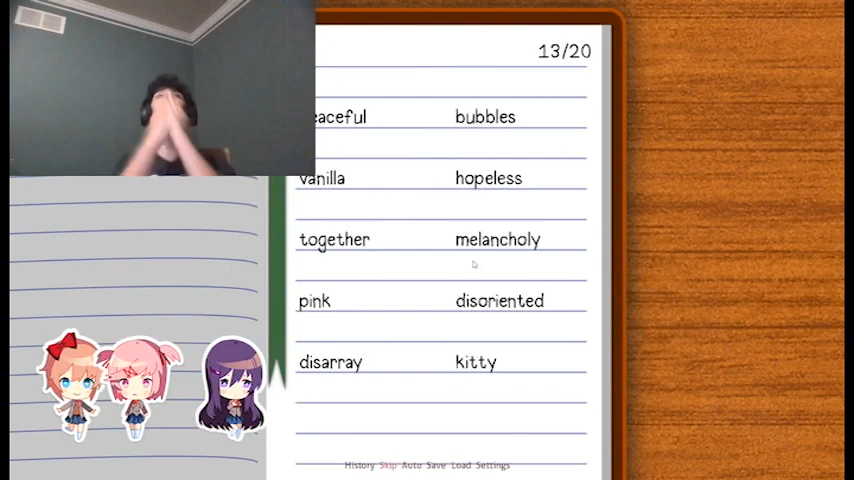 13/20
eaceful bubbles
vanilla hopeless
together melancholy
pink disoriented
disarray kitty
History Skip Auto Save Load Settings